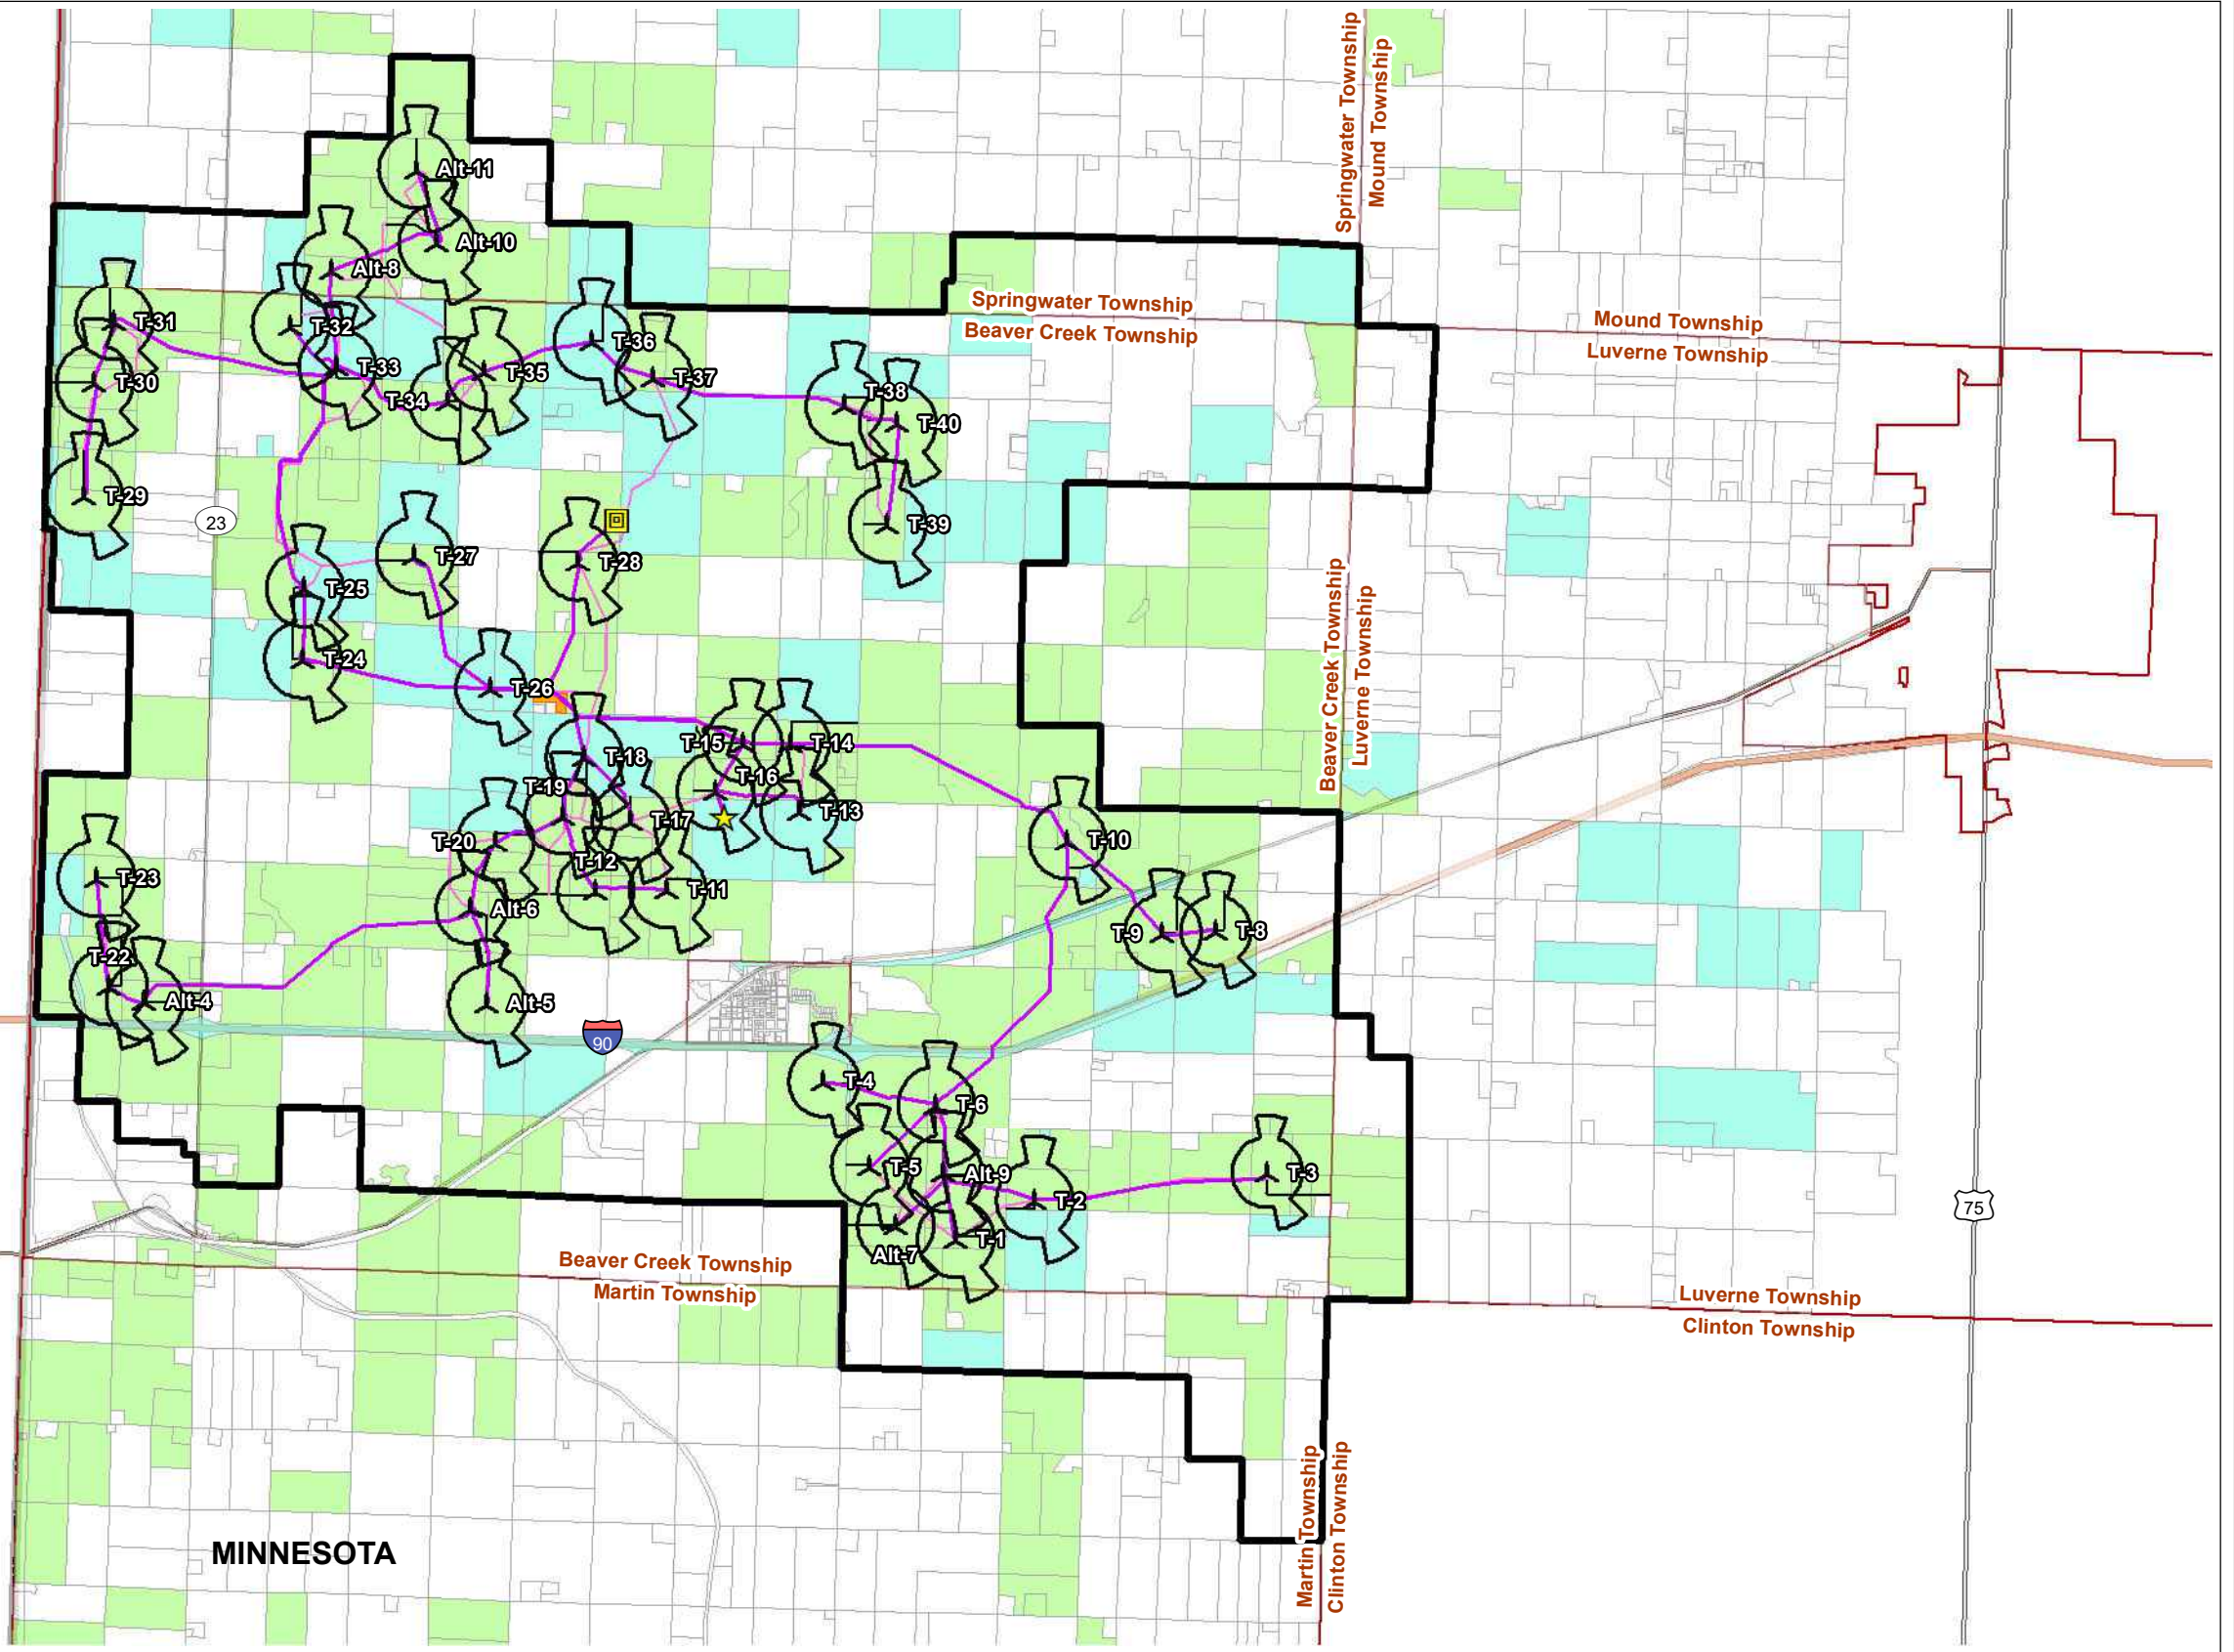 Springwater Township
Mound Township
Alt-11
Alt-10
Alt-8
T-31
T-32
T-36
Springwater Township
Beaver Creek Township
Mound Township
Luverne Township
T-30
T-33
T-35
T-37
T-34
T-38
T-40
T-29
23
T-39
T-27
T-28
T-25
Beaver Creek Township
Luverne Township
T-24
T-26
T-15
T-14
T-18
T-16
T-19
T-17
T-13
T-20
T-10
T-12
T-23
T-11
Alt-6
T-9
T-8
T-22
Alt-4
Alt-5
90
T-4
T-6
T-5
Alt-9
T-3
T-2
75
T-1
Alt-7
Beaver Creek Township
Martin Township
Luverne Township
Clinton Township
Martin Township
Clinton Township
MINNESOTA